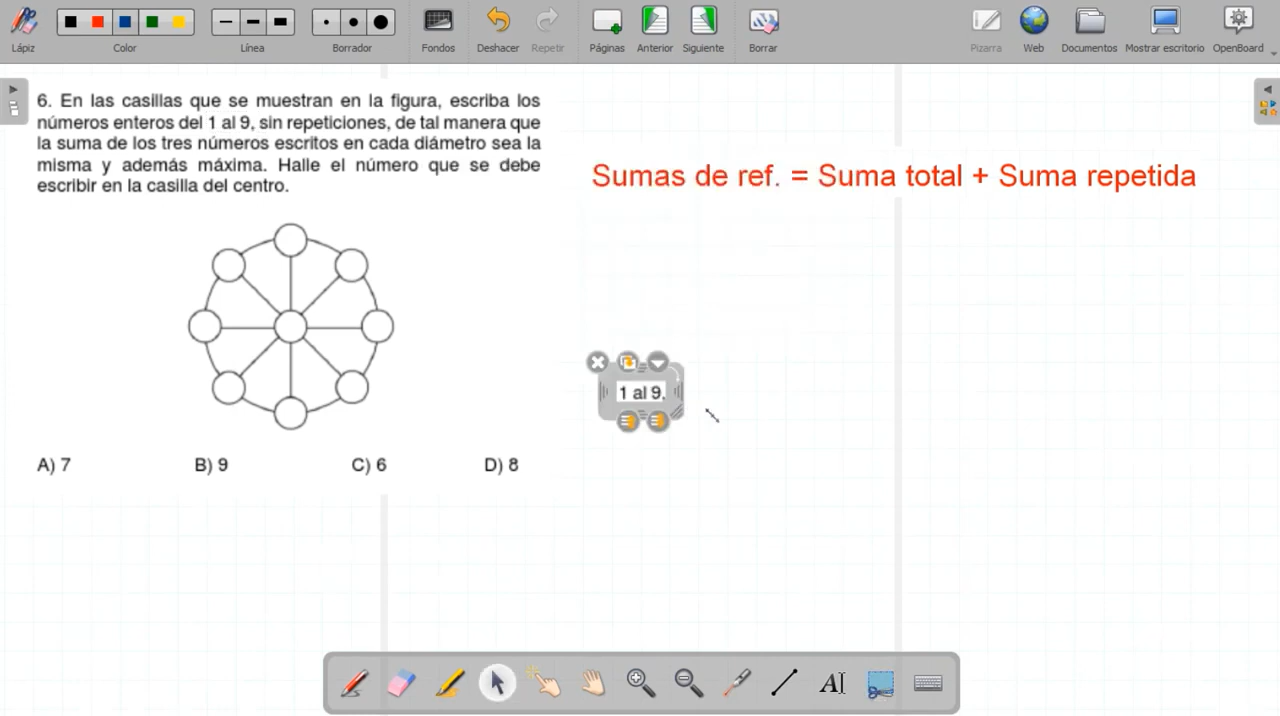 Lápiz
Color
Línea
Borrador
Fondos
Deshacer
Repetir
Páginas
Anterior
Siguiente
Borrar
Pizarra
Web
Documentos
Mostrar escritorio
OpenBoard
6. En las casillas que se muestran en la figura, escriba los
números enteros del 1 al 9, sin repeticiones, de tal manera que
la suma de los tres números escritos en cada diámetro sea la
misma y además máxima. Halle el número que se debe
escribir en la casilla del centro.
A) 7 B) 9 C) 6 D) 8
Sumas de ref. = Suma total + Suma repetida
1 al 9,